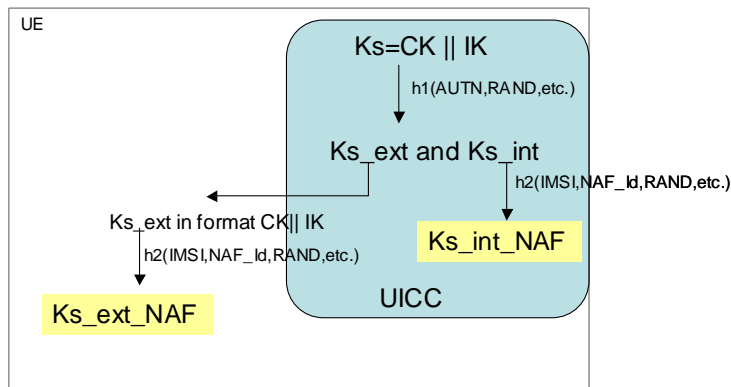 UE
Ks=CK || IK
h1(AUTN,RAND,etc.)
Ks_ext and Ks_int
h2(IMSI,NAF_Id,RAND,etc.)
Ks_ext in format CK|| IK
Ks_int_NAF
h2(IMSI,NAF_Id,RAND,etc.)
Ks_ext_NAF
UICC